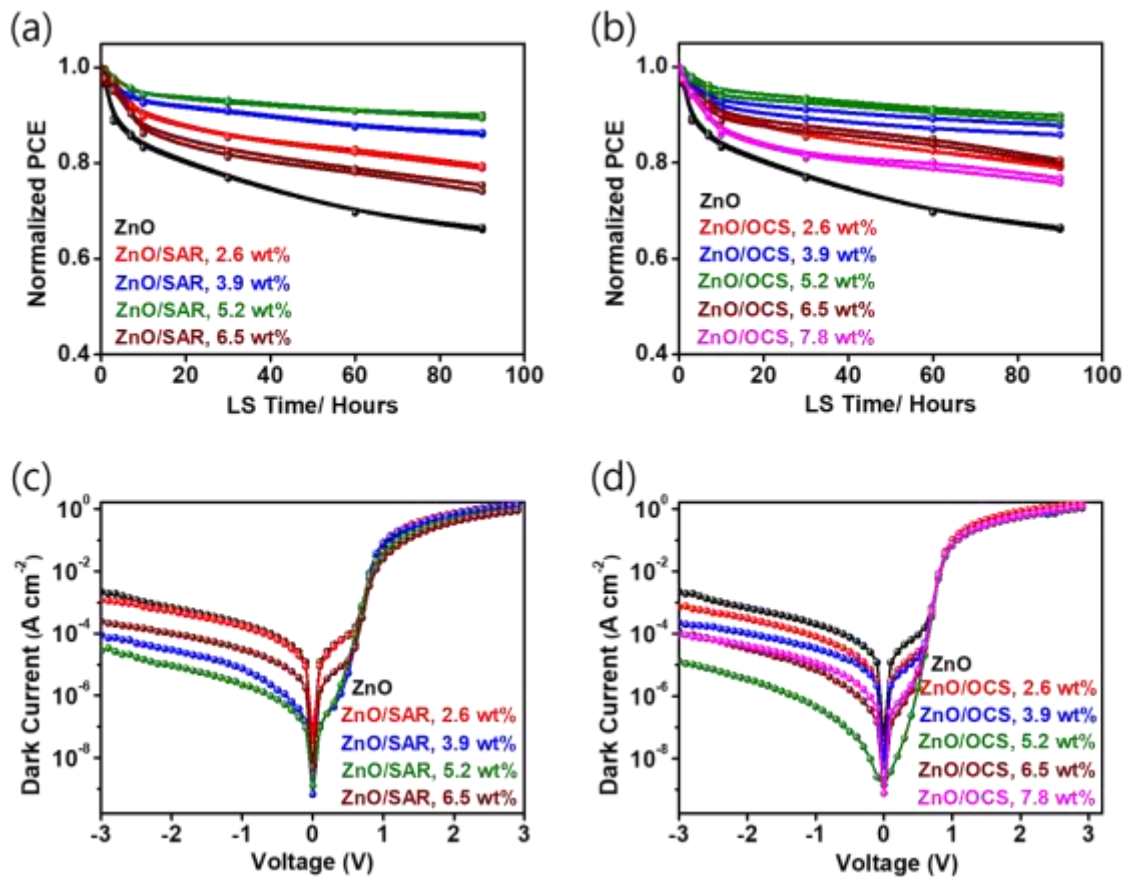 (a)
Normalized PCE
1.0
0.8
0.6
0.4
ZnO
ZnO/SAR, 2.6 wt%
ZnO/SAR, 3.9 wt%
ZnO/SAR, 5.2 wt%
ZnO/SAR, 6.5 wt%
0 20 40 60 80 100
LS Time/ Hours
(b)
Normalized PCE
1.0
0.8
0.6
0.4
ZnO
ZnO/OCS, 2.6 wt%
ZnO/OCS, 3.9 wt%
ZnO/OCS, 5.2 wt%
ZnO/OCS, 6.5 wt%
ZnO/OCS, 7.8 wt%
0 20 40 60 80 100
LS Time/ Hours
(c)
Dark Current (A cm⁻²)
10⁰
10⁻²
10⁻⁴
10⁻⁶
10⁻⁸
ZnO
ZnO/SAR, 2.6 wt%
ZnO/SAR, 3.9 wt%
ZnO/SAR, 5.2 wt%
ZnO/SAR, 6.5 wt%
-3 -2 -1 0 1 2 3
Voltage (V)
(d)
Dark Current (A cm⁻²)
10⁰
10⁻²
10⁻⁴
10⁻⁶
10⁻⁸
ZnO
ZnO/OCS, 2.6 wt%
ZnO/OCS, 3.9 wt%
ZnO/OCS, 5.2 wt%
ZnO/OCS, 6.5 wt%
ZnO/OCS, 7.8 wt%
-3 -2 -1 0 1 2 3
Voltage (V)